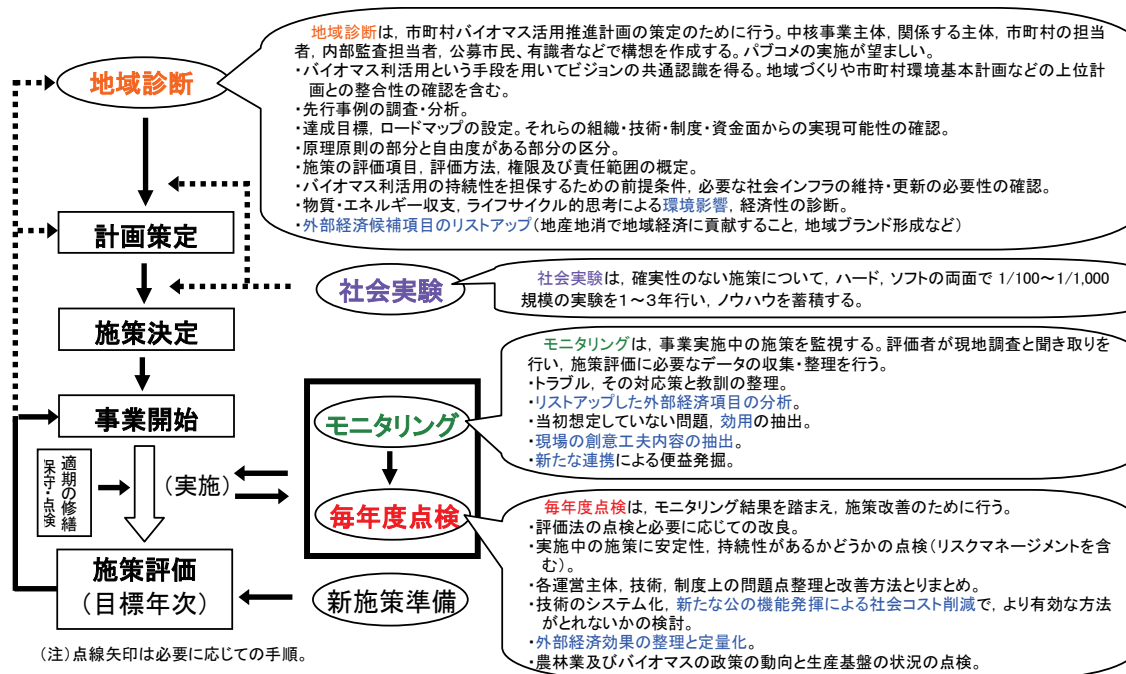 地域診断は，市町村バイオマス活用推進計画の策定のために行う。中核事業主体，関係する主体，市町村の担当
者，内部監査担当者，公募市民、有識者などで構想を作成する。パブコメの実施が望ましい。
・バイオマス利活用という手段を用いてビジョンの共通認識を得る。地域づくりや市町村環境基本計画などの上位計
画との整合性の確認を含む。
・先行事例の調査・分析。
・達成目標，ロードマップの設定。それらの組織・技術・制度・資金面からの実現可能性の確認。
・原理原則の部分と自由度がある部分の区分。
・施策の評価項目，評価方法，権限及び責任範囲の概定。
・バイオマス利活用の持続性を担保するための前提条件，必要な社会インフラの維持・更新の必要性の確認。
・物質・エネルギー収支，ライフサイクル的思考による環境影響，経済性の診断。
・外部経済候補項目のリストアップ（地産地消で地域経済に貢献すること，地域ブランド形成など）
地域診断
計画策定
社会実験
社会実験は，確実性のない施策について，ハード，ソフトの両面で 1/100～1/1,000
規模の実験を１～３年行い，ノウハウを蓄積する。
施策決定
モニタリングは，事業実施中の施策を監視する。評価者が現地調査と聞き取りを
行い，施策評価に必要なデータの収集・整理を行う。
・トラブル，その対応策と教訓の整理。
・リストアップした外部経済項目の分析。
・当初想定していない問題，効用の抽出。
・現場の創意工夫内容の抽出。
・新たな連携による便益発掘。
事業開始
モニタリング
適期の修繕
保守・点検
（実施）
毎年度点検
毎年度点検は，モニタリング結果を踏まえ，施策改善のために行う。
・評価法の点検と必要に応じての改良。
・実施中の施策に安定性，持続性があるかどうかの点検（リスクマネージメントを含
む）。
・各運営主体，技術，制度上の問題点整理と改善方法とりまとめ。
・技術のシステム化，新たな公の機能発揮による社会コスト削減で，より有効な方法
がとれないかの検討。
・外部経済効果の整理と定量化。
・農林業及びバイオマスの政策の動向と生産基盤の状況の点検。
施策評価
（目標年次）
新施策準備
（注）点線矢印は必要に応じての手順。